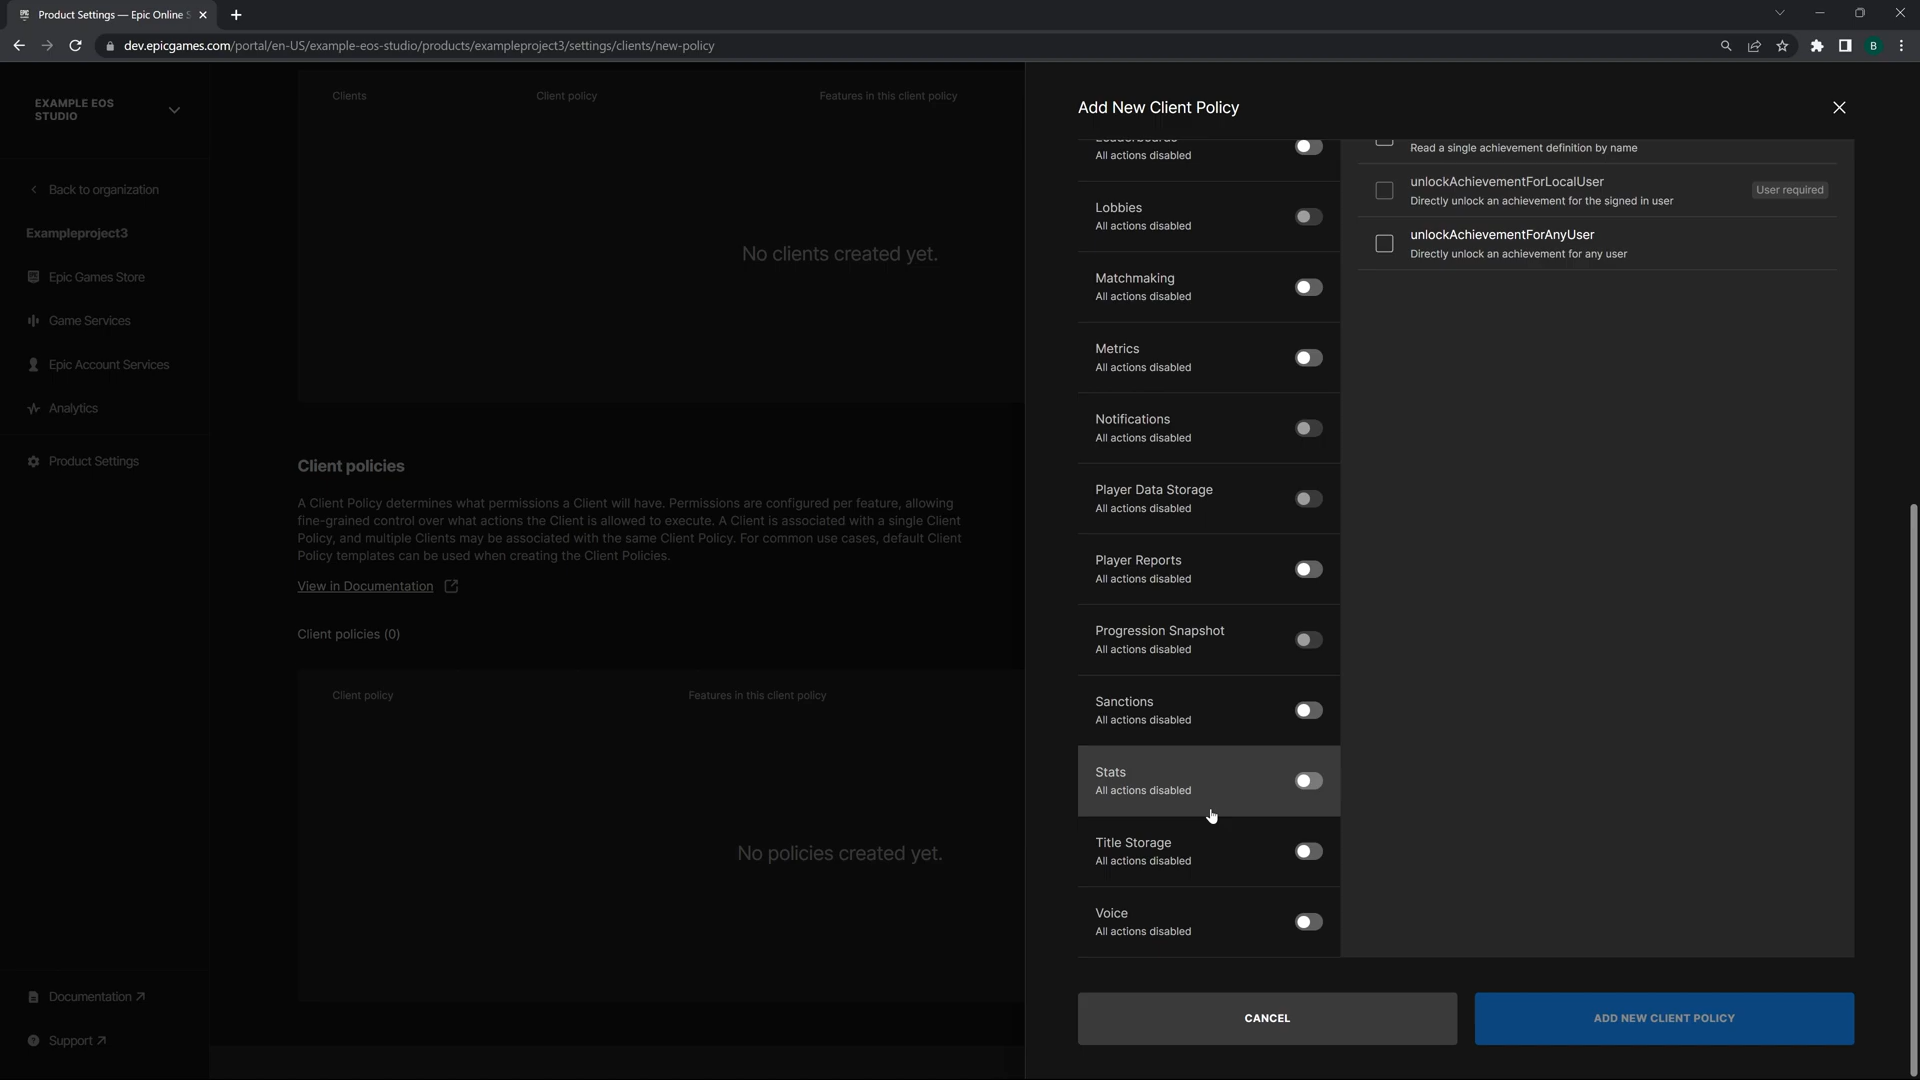 Product Settings — Epic Online S
dev.epicgames.com/portal/en-US/example-eos-studio/products/exampleproject3/settings/clients/new-policy
B
EXAMPLE EOS
STUDIO
Back to organization
Exampleproject3
Epic Games Store
Game Services
Epic Account Services
Analytics
Product Settings
Documentation
Support
Clients
Client policy
Features in this client policy
No clients created yet.
Client policies
A Client Policy determines what permissions a Client will have. Permissions are configured per feature, allowing
fine-grained control over what actions the Client is allowed to execute. A Client is associated with a single Client
Policy, and multiple Clients may be associated with the same Client Policy. For common use cases, default Client
Policy templates can be used when creating the Client Policies.
View in Documentation
Client policies (0)
Client policy
Features in this client policy
No policies created yet.
Add New Client Policy
Leaderboards
All actions disabled
Lobbies
All actions disabled
Matchmaking
All actions disabled
Metrics
All actions disabled
Notifications
All actions disabled
Player Data Storage
All actions disabled
Player Reports
All actions disabled
Progression Snapshot
All actions disabled
Sanctions
All actions disabled
Stats
All actions disabled
Title Storage
All actions disabled
Voice
All actions disabled
Read a single achievement definition by name
unlockAchievementForLocalUser
Directly unlock an achievement for the signed in user
User required
unlockAchievementForAnyUser
Directly unlock an achievement for any user
CANCEL
ADD NEW CLIENT POLICY